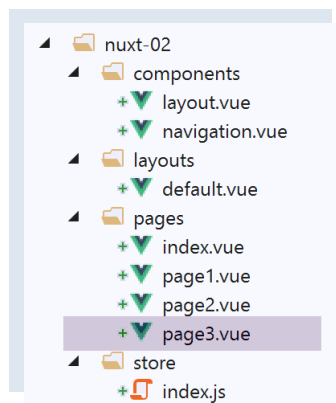 nuxt-02
components
layout.vue
navigation.vue
layouts
default.vue
pages
index.vue
page1.vue
page2.vue
page3.vue
store
index.js